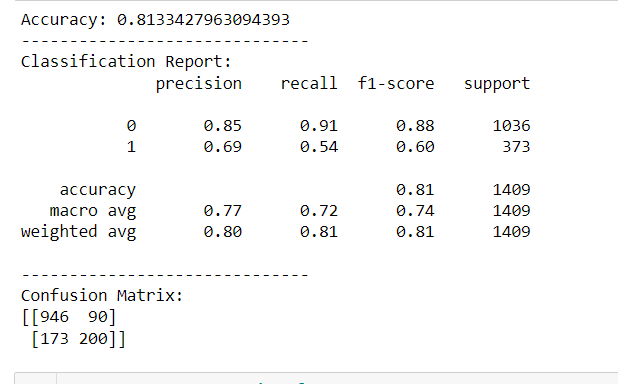 Accuracy: 0.8133427963094393
------------------------------
Classification Report:
              precision    recall  f1-score   support

           0       0.85      0.91      0.88      1036
           1       0.69      0.54      0.60       373

    accuracy                           0.81      1409
   macro avg       0.77      0.72      0.74      1409
weighted avg       0.80      0.81      0.81      1409

------------------------------
Confusion Matrix:
[[946  90]
 [173 200]]